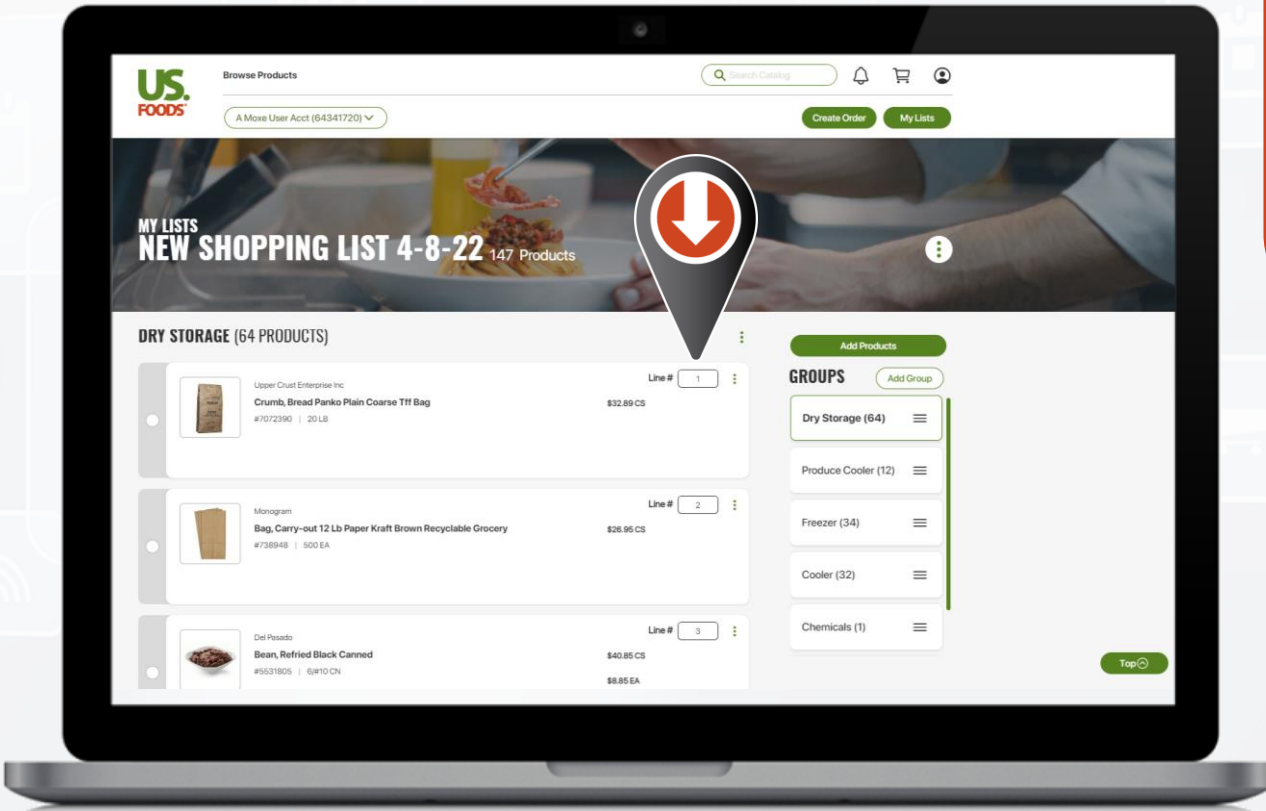 US.
FOODS
Browse Products
Search Catalog
A Moxe User Acct (64341720)
Create Order
My Lists
MY LISTS
NEW SHOPPING LIST 4-8-22 147 Products
DRY STORAGE (64 PRODUCTS)
Upper Crust Enterprise Inc
Line # 1
Crumb, Bread Panko Plain Coarse Tff Bag
$32.89 CS
#7072390 | 20 LB
Monogram
Line # 2
Bag, Carry-out 12 Lb Paper Kraft Brown Recyclable Grocery
$26.95 CS
#738948 | 500 EA
Del Pasado
Line # 3
Bean, Refried Black Canned
$40.85 CS
#5631805 | 6/#10 CN
$8.85 EA
Add Products
GROUPS
Add Group
Dry Storage (64)
Produce Cooler (12)
Freezer (34)
Cooler (32)
Chemicals (1)
Top